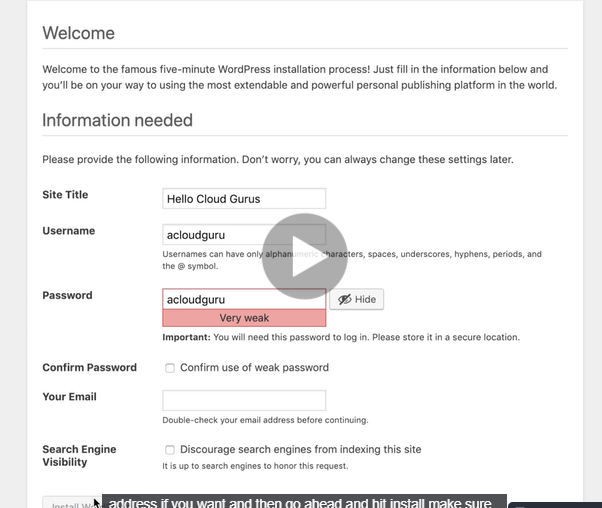 Welcome
Welcome to the famous five-minute WordPress installation process! Just fill in the information below and
you'll be on your way to using the most extendable and powerful personal publishing platform in the world.
Information needed
Please provide the following information. Don't worry, you can always change these settings later.
Site Title
Hello Cloud Gurus
Username
acloudguru
Usernames can have only alphanumeric characters, spaces, underscores, hyphens, periods, and
the @ symbol.
Password
acloudguru
Hide
Very weak
Important: You will need this password to log in. Please store it in a secure location.
Confirm Password
Confirm use of weak password
Your Email
Double-check your email address before continuing.
Search Engine
Visibility
Discourage search engines from indexing this site
It is up to search engines to honor this request.
Install
address if you want and then go ahead and hit install make sure